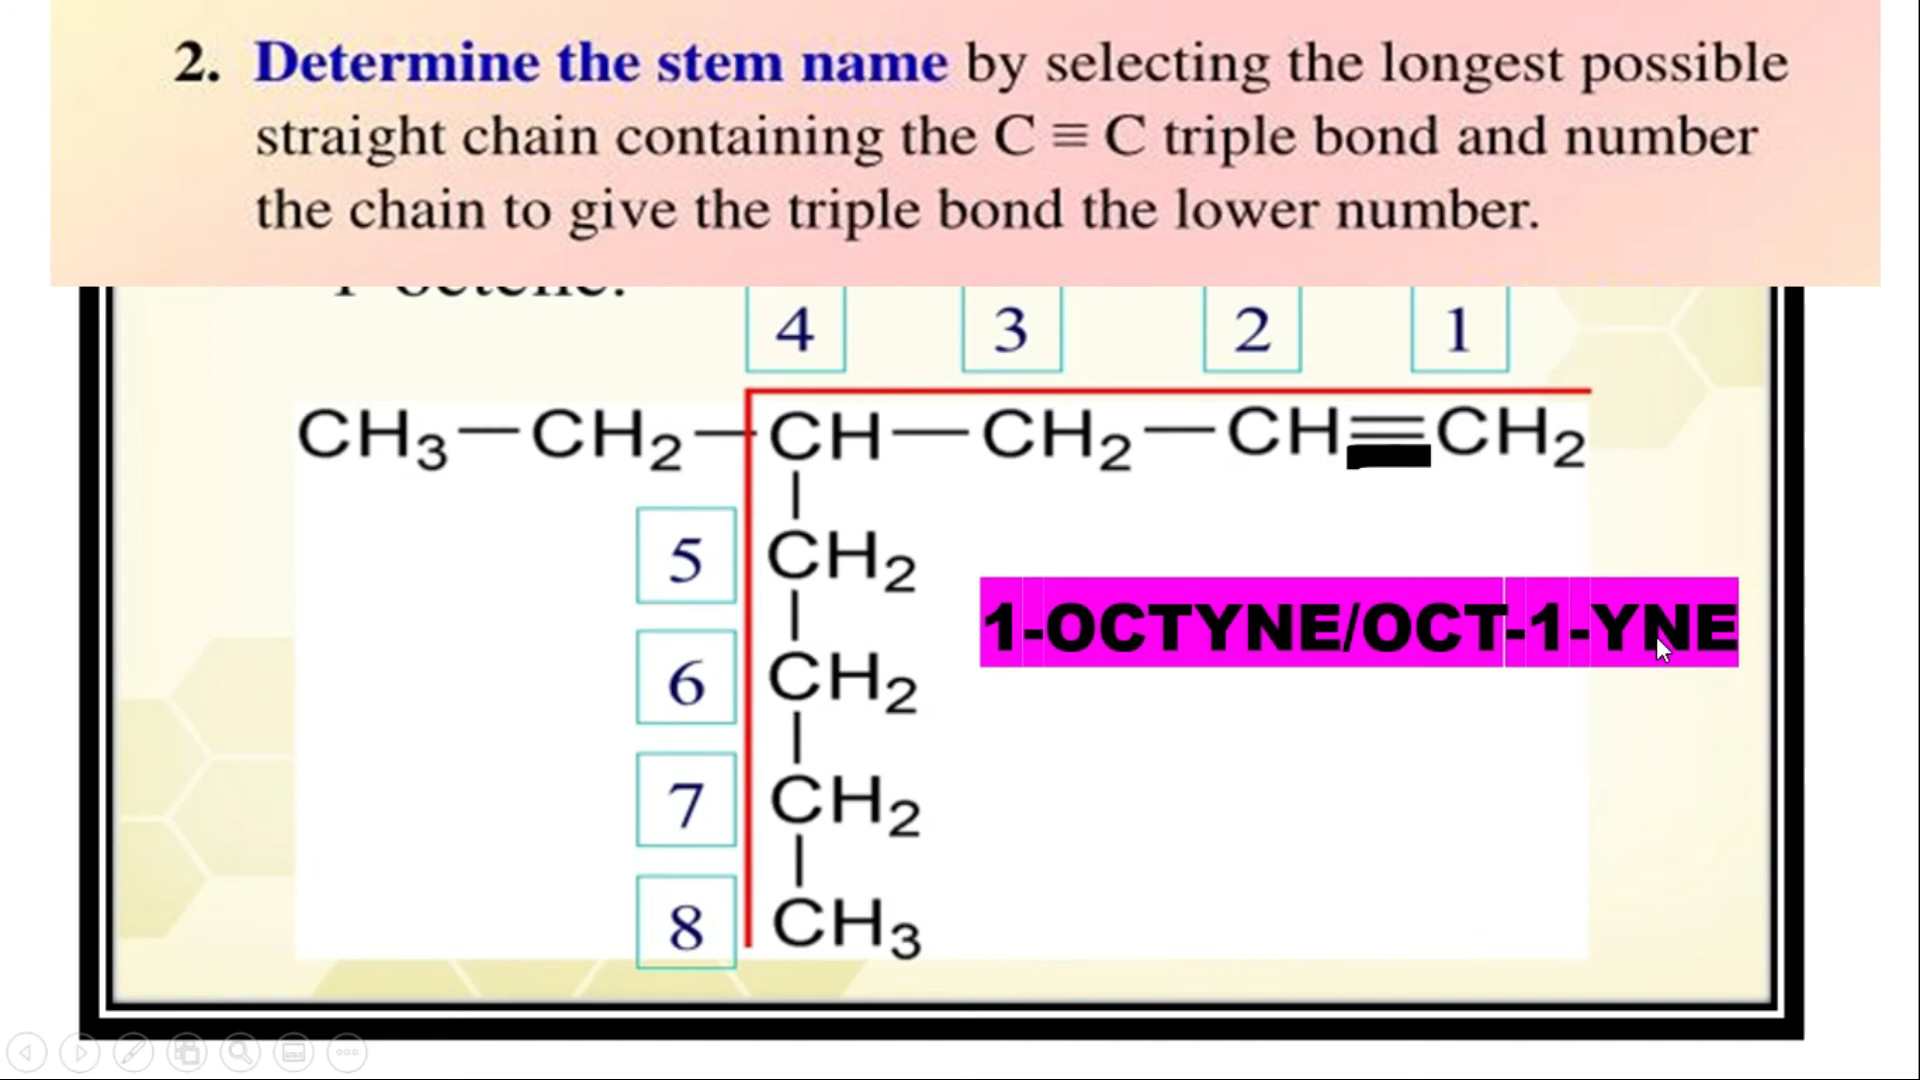 2. Determine the stem name by selecting the longest possible
straight chain containing the C ≡ C triple bond and number
the chain to give the triple bond the lower number.
4 3 2 1
CH3—CH2—CH—CH2—CH≡CH2
5 CH2
1-OCTYNE/OCT-1-YNE
6 CH2
7 CH2
8 CH3